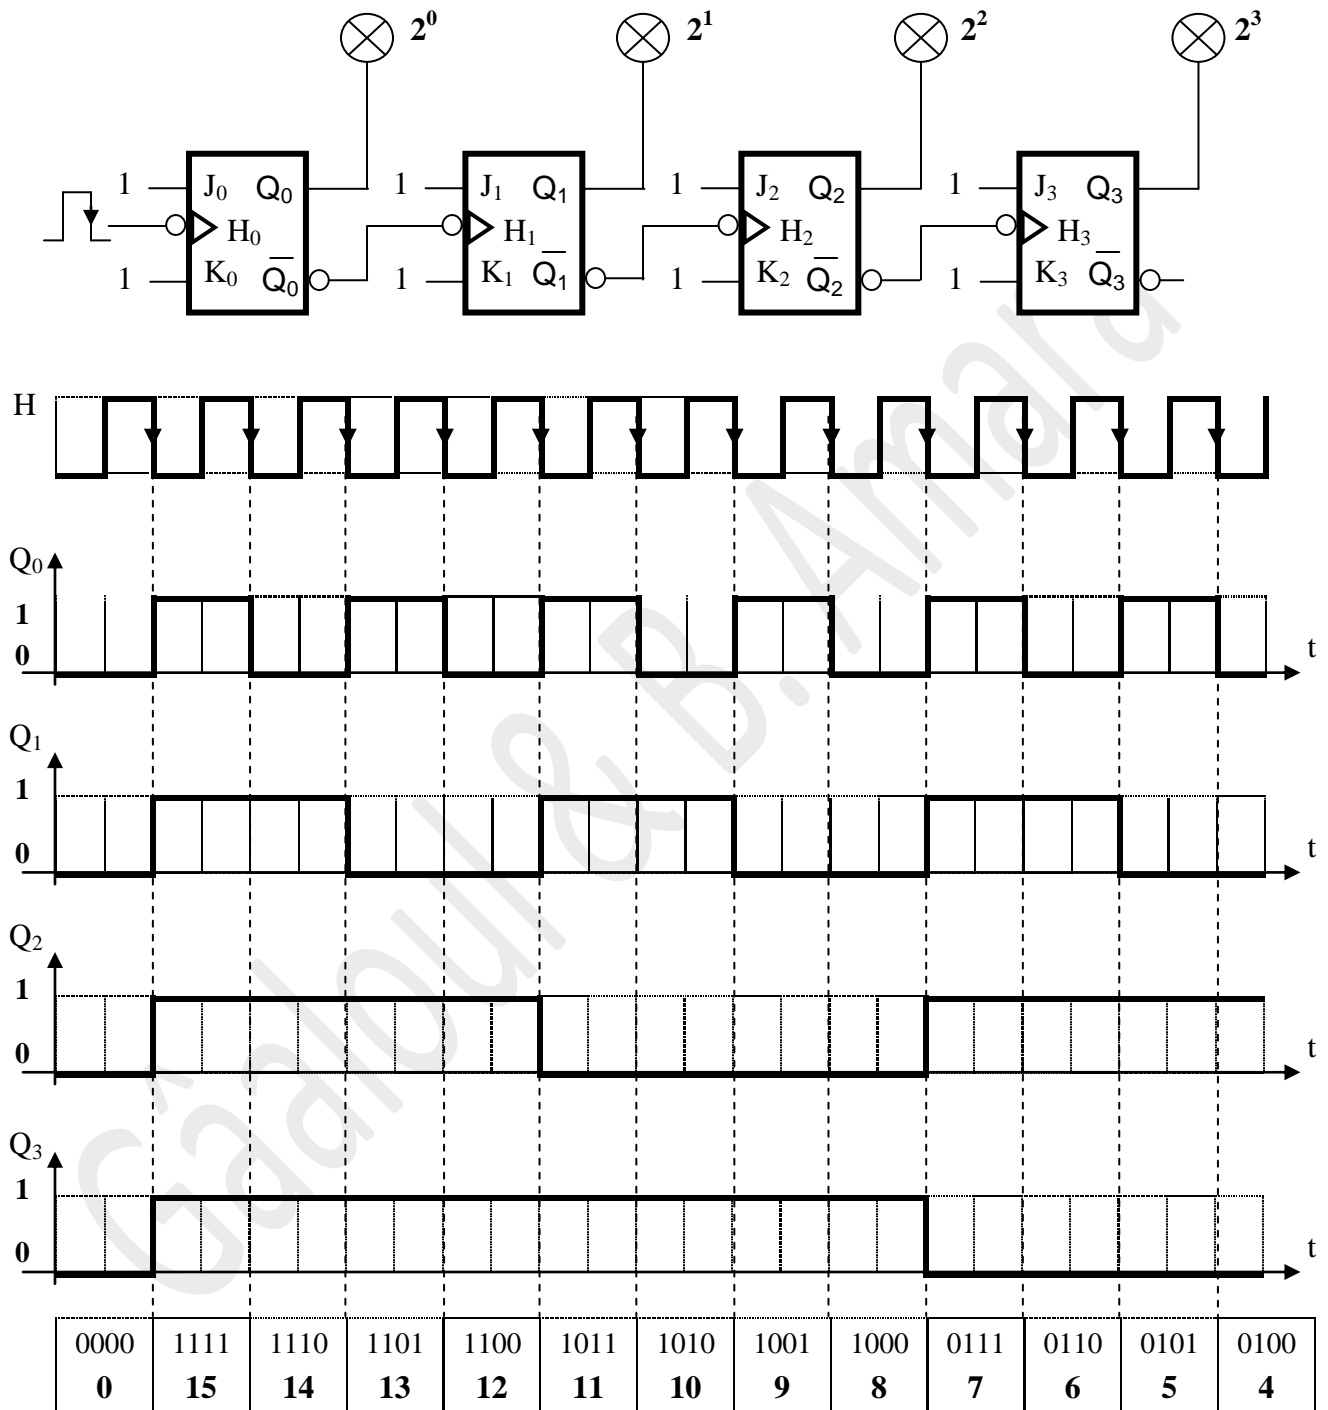 2⁰ 2¹ 2² 2³
1 J₀ Q₀ 1 J₁ Q₁ 1 J₂ Q₂ 1 J₃ Q₃
H₀ H₁ H₂ H₃
1 K₀ Q̅₀ 1 K₁ Q̅₁ 1 K₂ Q̅₂ 1 K₃ Q̅₃
H
Q₀
1
0
t
Q₁
1
0
t
Q₂
1
0
t
Q₃
1
0
t
0000 1111 1110 1101 1100 1011 1010 1001 1000 0111 0110 0101 0100
0 15 14 13 12 11 10 9 8 7 6 5 4
Gâaloul & B. Amara